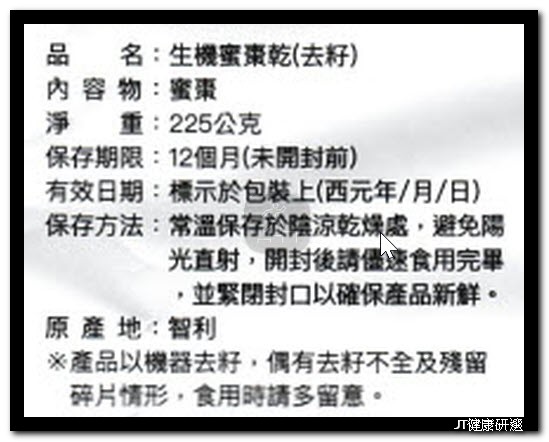 品　　名：生機蜜棗乾(去籽)
內 容 物：蜜棗
淨　　重：225公克
保存期限：12個月(未開封前)
有效日期：標示於包裝上(西元年/月/日)
保存方法：常溫保存於陰涼乾燥處，避免陽
光直射，開封後請儘速食用完畢
，並緊閉封口以確保產品新鮮。
原 產 地：智利
※產品以機器去籽，偶有去籽不全及殘留
碎片情形，食用時請多留意。
JT健康研選